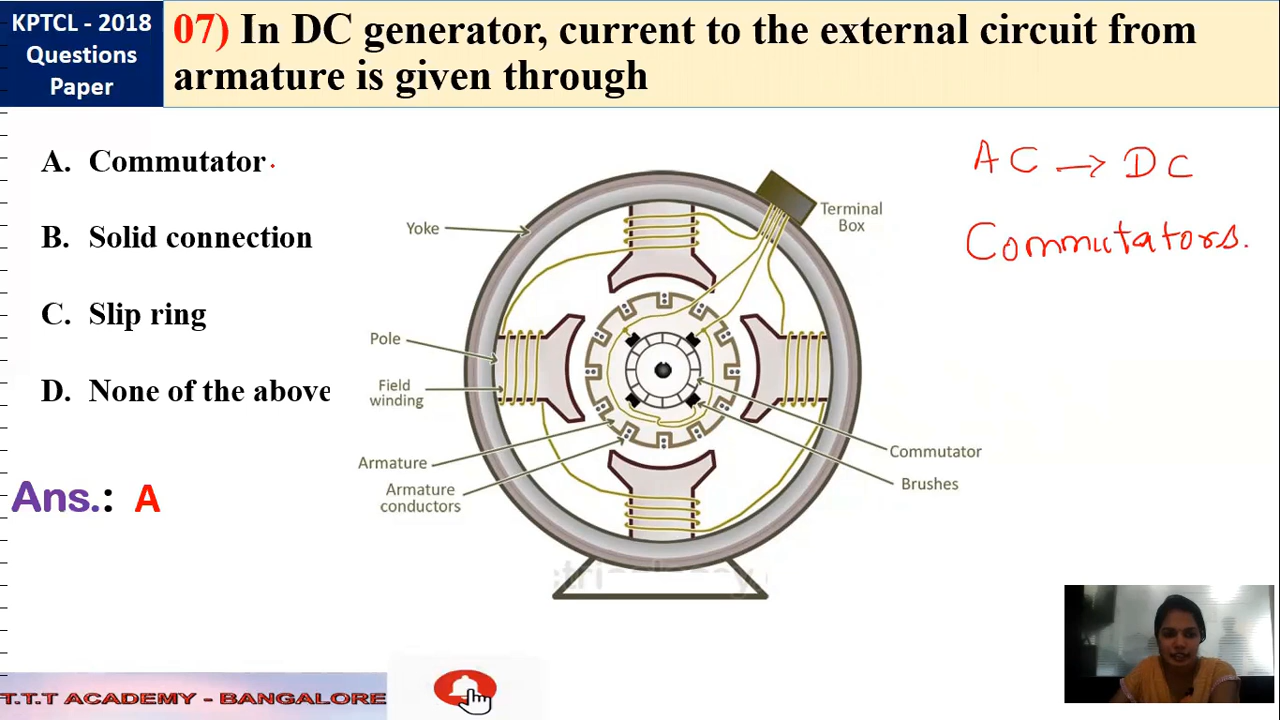 KPTCL - 2018
Questions
Paper
07) In DC generator, current to the external circuit from
armature is given through
A. Commutator
B. Solid connection
C. Slip ring
D. None of the above
Ans.: A
AC → DC
Commutators.
Yoke
Terminal
Box
Pole
Field
winding
Armature
Armature
conductors
Commutator
Brushes
T.T.T ACADEMY - BANGALORE